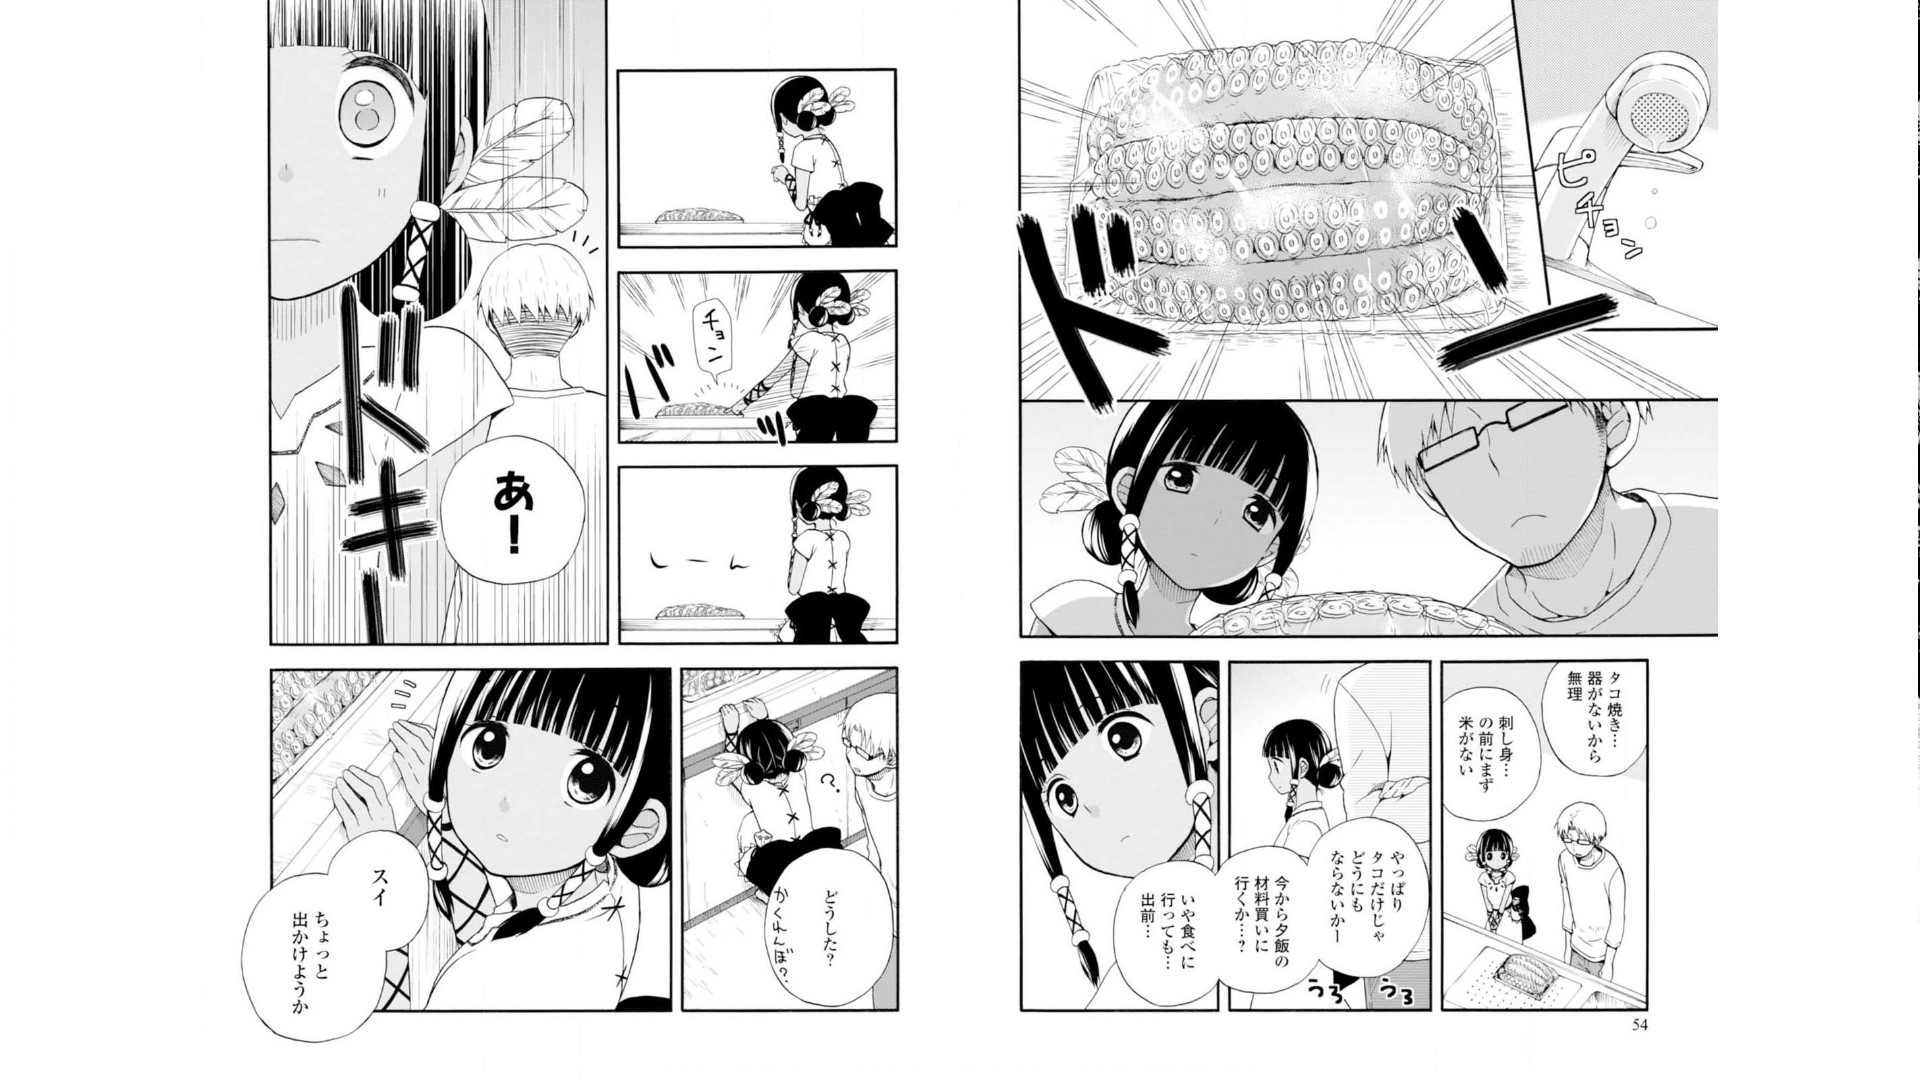 ピチョン
ドドーン
タコ焼き…
器がないから
無理
刺し身…
の前にまず
米がない
やっぱり
タコだけじゃ
どうにも
ならないかー
うろ
うろ
今から夕飯の
材料買いに
行くか…?
いや食べに
行っても…
出前…
54
チョン
ビクッ
しーん
あ!
ドキ
どうした?
かくれんぼ?
スイ
ちょっと
出かけようか